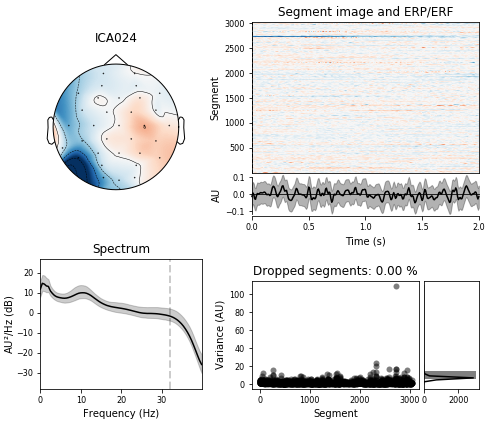 ICA024
Segment image and ERP/ERF
3000
2500
2000
1500
1000
500
Segment
0.1
0.0
−0.1
AU
0.0 0.5 1.0 1.5 2.0
Time (s)
Spectrum
20
10
0
−10
−20
−30
AU²/Hz (dB)
0 10 20 30
Frequency (Hz)
Dropped segments: 0.00 %
100
80
60
40
20
0
Variance (AU)
0 1000 2000 3000
Segment
0 2000